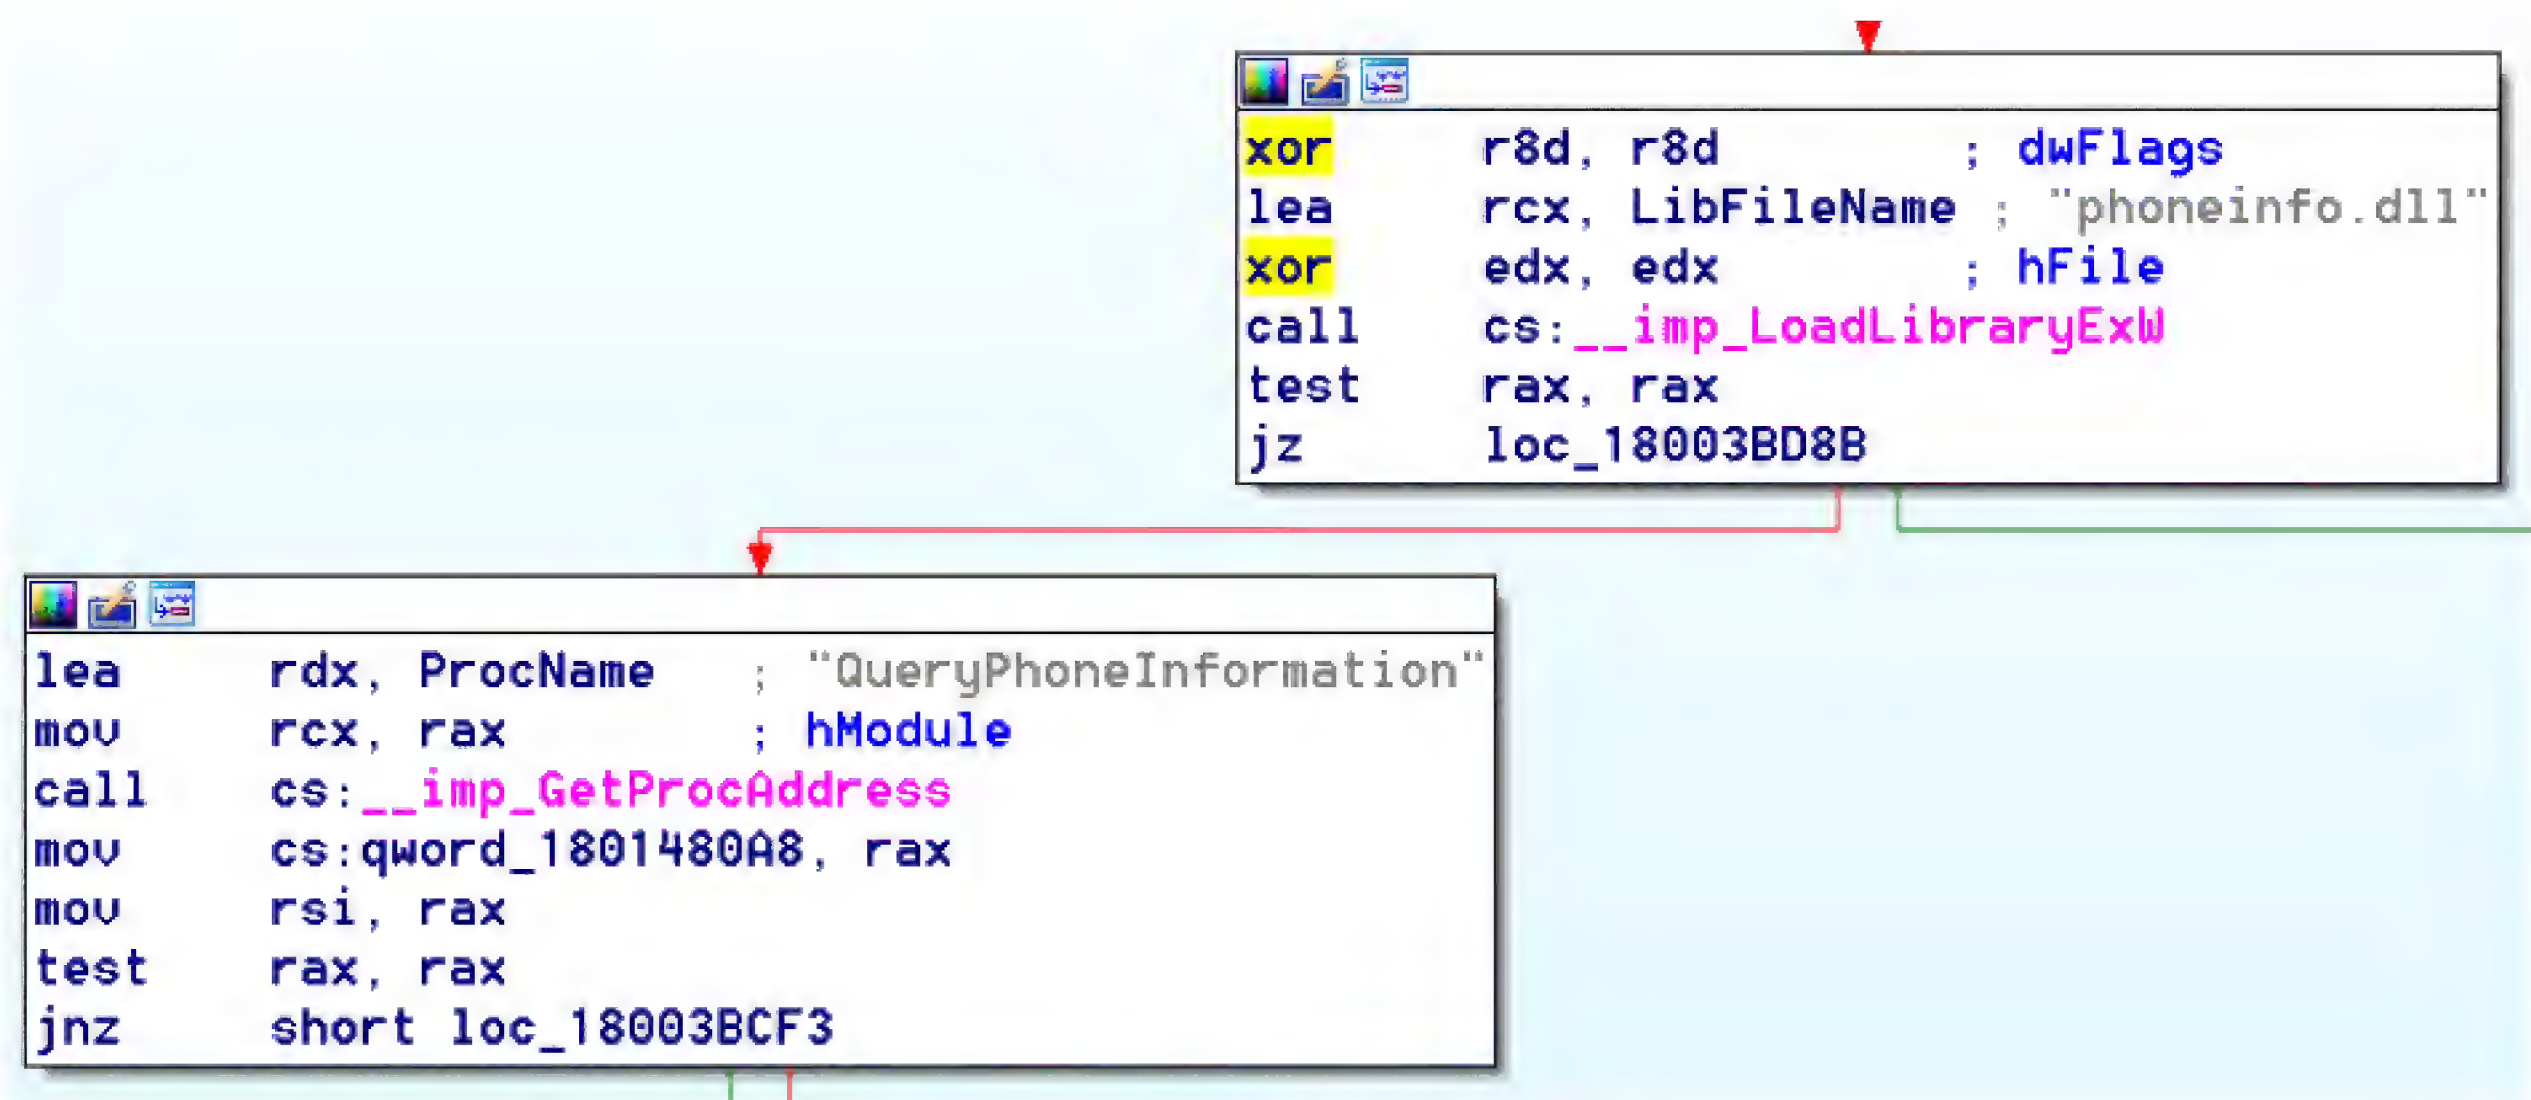 xor r8d, r8d ; dwFlags
lea rcx, LibFileName ; "phoneinfo.dll"
xor edx, edx ; hFile
call cs:__imp_LoadLibraryExW
test rax, rax
jz loc_18003BD8B
lea rdx, ProcName ; "QueryPhoneInformation"
mov rcx, rax ; hModule
call cs:__imp_GetProcAddress
mov cs:qword_1801480A8, rax
mov rsi, rax
test rax, rax
jnz short loc_18003BCF3